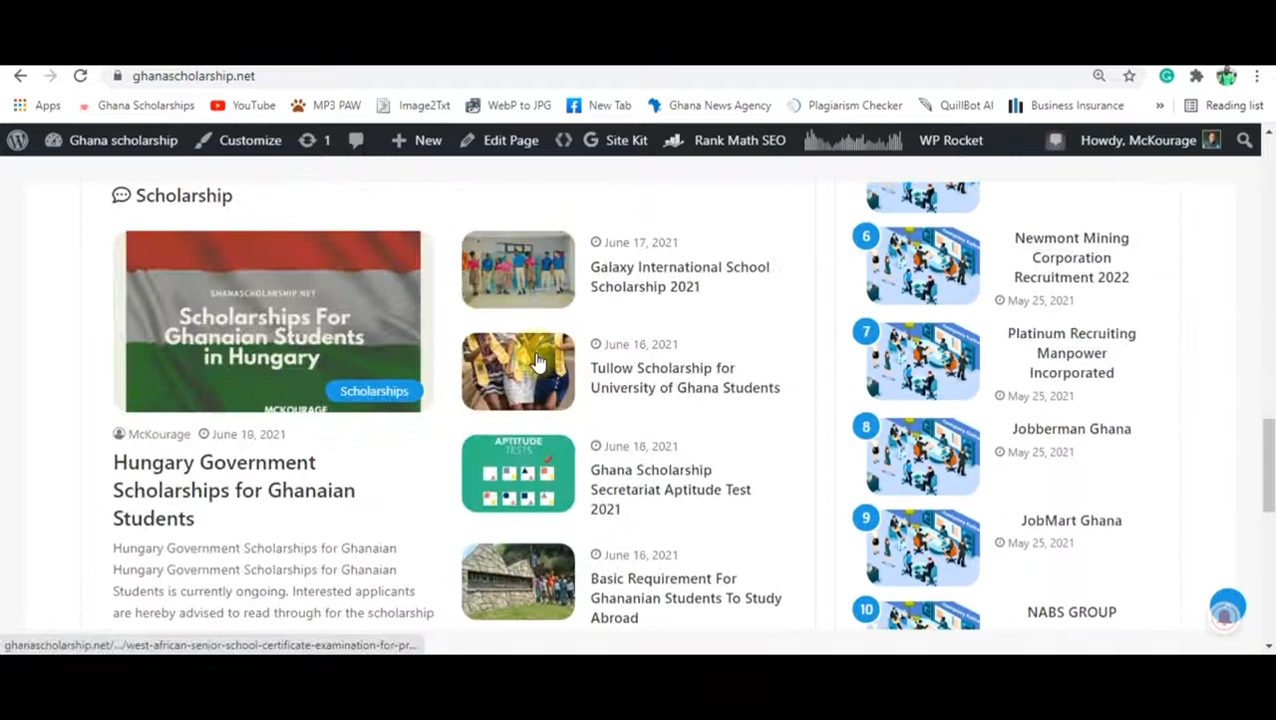 ghanascholarship.net
Apps Ghana Scholarships YouTube MP3 PAW Image2Txt WebP to JPG New Tab Ghana News Agency Plagiarism Checker QuillBot AI Business Insurance » Reading list
Ghana scholarship Customize 1 New Edit Page Site Kit Rank Math SEO WP Rocket Howdy, McKourage
Scholarship
GHANASCHOLARSHIP.NET
Scholarships For
Ghanaian Students
in Hungary
Scholarships
MCKOURAGE
McKourage June 18, 2021
Hungary Government
Scholarships for Ghanaian
Students
Hungary Government Scholarships for Ghanaian
Hungary Government Scholarships for Ghanaian
Students is currently ongoing. Interested applicants
are hereby advised to read through for the scholarship
June 17, 2021
Galaxy International School
Scholarship 2021
June 16, 2021
Tullow Scholarship for
University of Ghana Students
APTITUDE
TESTS
June 16, 2021
Ghana Scholarship
Secretariat Aptitude Test
2021
June 16, 2021
Basic Requirement For
Ghananian Students To Study
Abroad
6
Newmont Mining
Corporation
Recruitment 2022
May 25, 2021
7
Platinum Recruiting
Manpower
Incorporated
May 25, 2021
8
Jobberman Ghana
May 25, 2021
9
JobMart Ghana
May 25, 2021
10
NABS GROUP
ghanascholarship.net/.../west-african-senior-school-certificate-examination-for-pr...